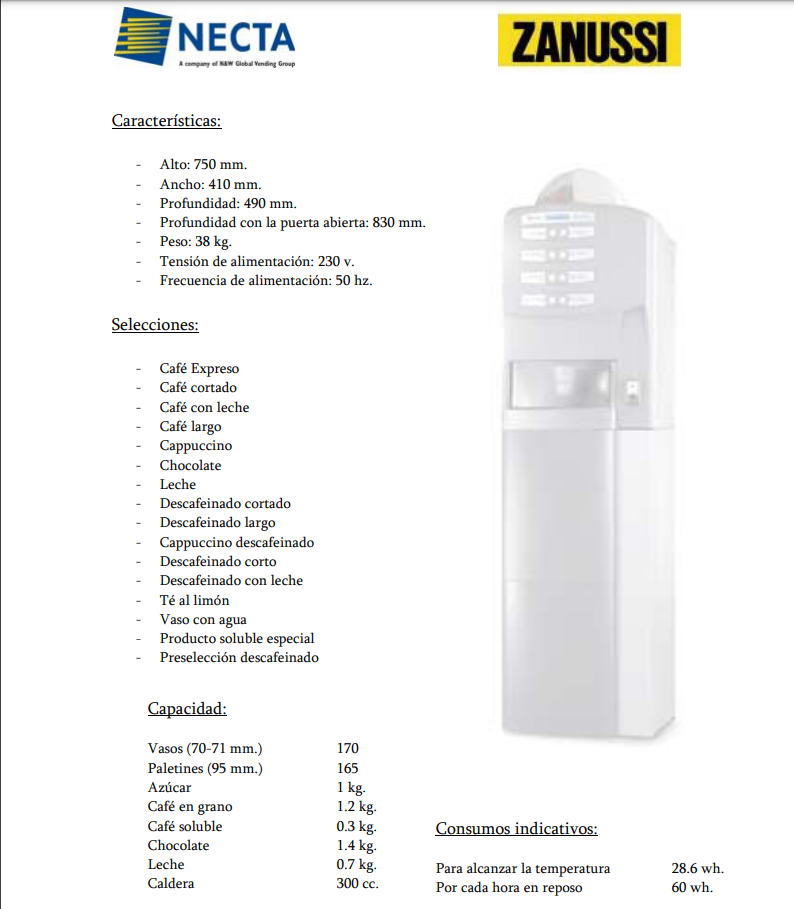 NECTA
A company of N&W Global Vending Group
ZANUSSI
Características:
- Alto: 750 mm.
- Ancho: 410 mm.
- Profundidad: 490 mm.
- Profundidad con la puerta abierta: 830 mm.
- Peso: 38 kg.
- Tensión de alimentación: 230 v.
- Frecuencia de alimentación: 50 hz.
Selecciones:
- Café Expreso
- Café cortado
- Café con leche
- Café largo
- Cappuccino
- Chocolate
- Leche
- Descafeinado cortado
- Descafeinado largo
- Cappuccino descafeinado
- Descafeinado corto
- Descafeinado con leche
- Té al limón
- Vaso con agua
- Producto soluble especial
- Preselección descafeinado
Capacidad:
Vasos (70-71 mm.) 170
Paletines (95 mm.) 165
Azúcar 1 kg.
Café en grano 1.2 kg.
Café soluble 0.3 kg.
Chocolate 1.4 kg.
Leche 0.7 kg.
Caldera 300 cc.
Consumos indicativos:
Para alcanzar la temperatura 28.6 wh.
Por cada hora en reposo 60 wh.